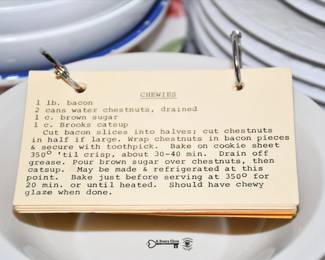 CHEWIES
1 lb. bacon
2 cans water chestnuts, drained
1 c. brown sugar
1 c. Brooks catsup
Cut bacon slices into halves; cut chestnuts
in half if large. Wrap chestnuts in bacon pieces
& secure with toothpick. Bake on cookie sheet
350° 'til crisp, about 30-40 min. Drain off
grease. Pour brown sugar over chestnuts, then
catsup. May be made & refrigerated at this
point. Bake just before serving at 350° for
20 min. or until heated. Should have chewy
glaze when done.